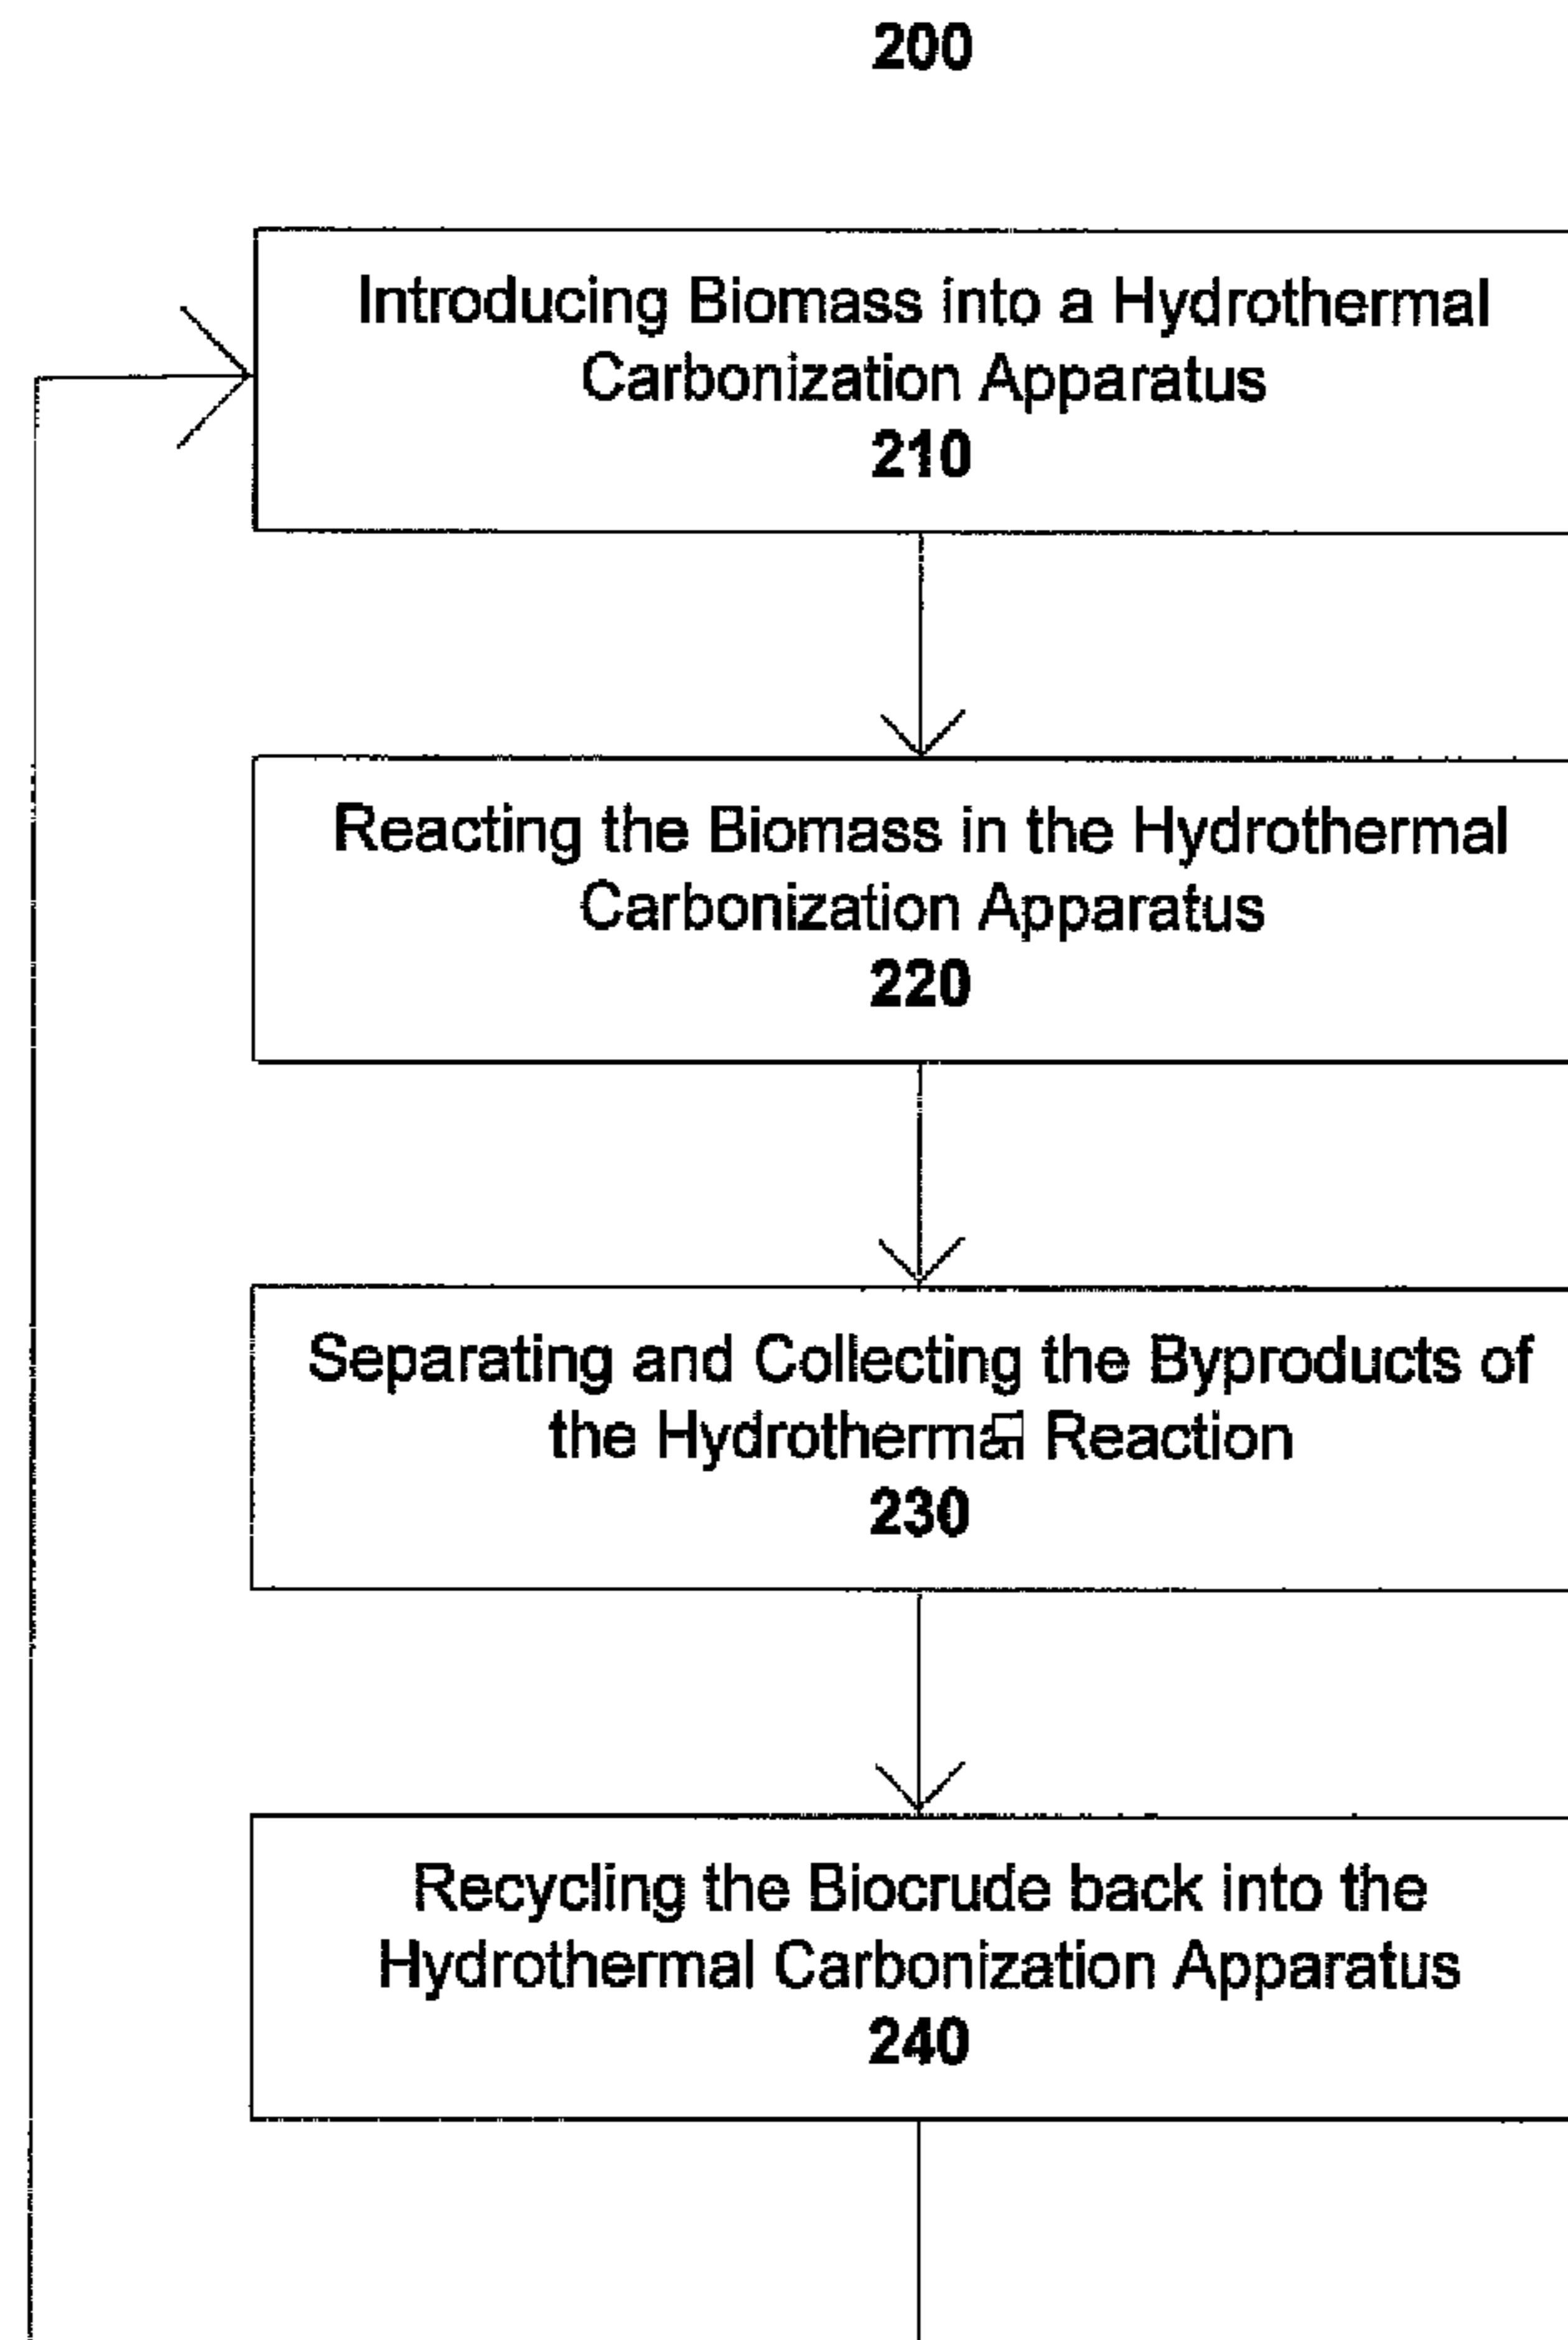 200
Introducing Biomass into a Hydrothermal
Carbonization Apparatus
210
Reacting the Biomass in the Hydrothermal
Carbonization Apparatus
220
Separating and Collecting the Byproducts of
the Hydrothermal Reaction
230
Recycling the Biocrude back into the
Hydrothermal Carbonization Apparatus
240